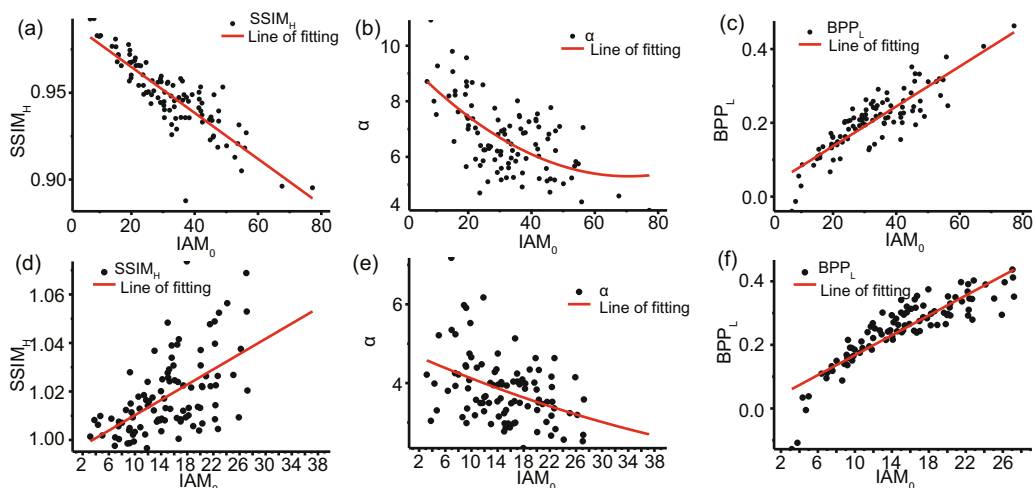 (a)
SSIM_H
Line of fitting
SSIM_H
0.95
0.90
0 20 40 60 80
IAM_0
(b)
α
Line of fitting
α
10
8
6
4
0 20 40 60 80
IAM_0
(c)
BPP_L
Line of fitting
BPP_L
0.4
0.2
0.0
0 20 40 60 80
IAM_0
(d)
SSIM_H
Line of fitting
SSIM_H
1.06
1.04
1.02
1.00
2 6 10 14 18 22 26 30 34 38
IAM_0
(e)
α
Line of fitting
α
6
4
2 6 10 14 18 22 26 30 34 38
IAM_0
(f)
BPP_L
Line of fitting
BPP_L
0.4
0.2
0.0
2 6 10 14 18 22 26
IAM_0